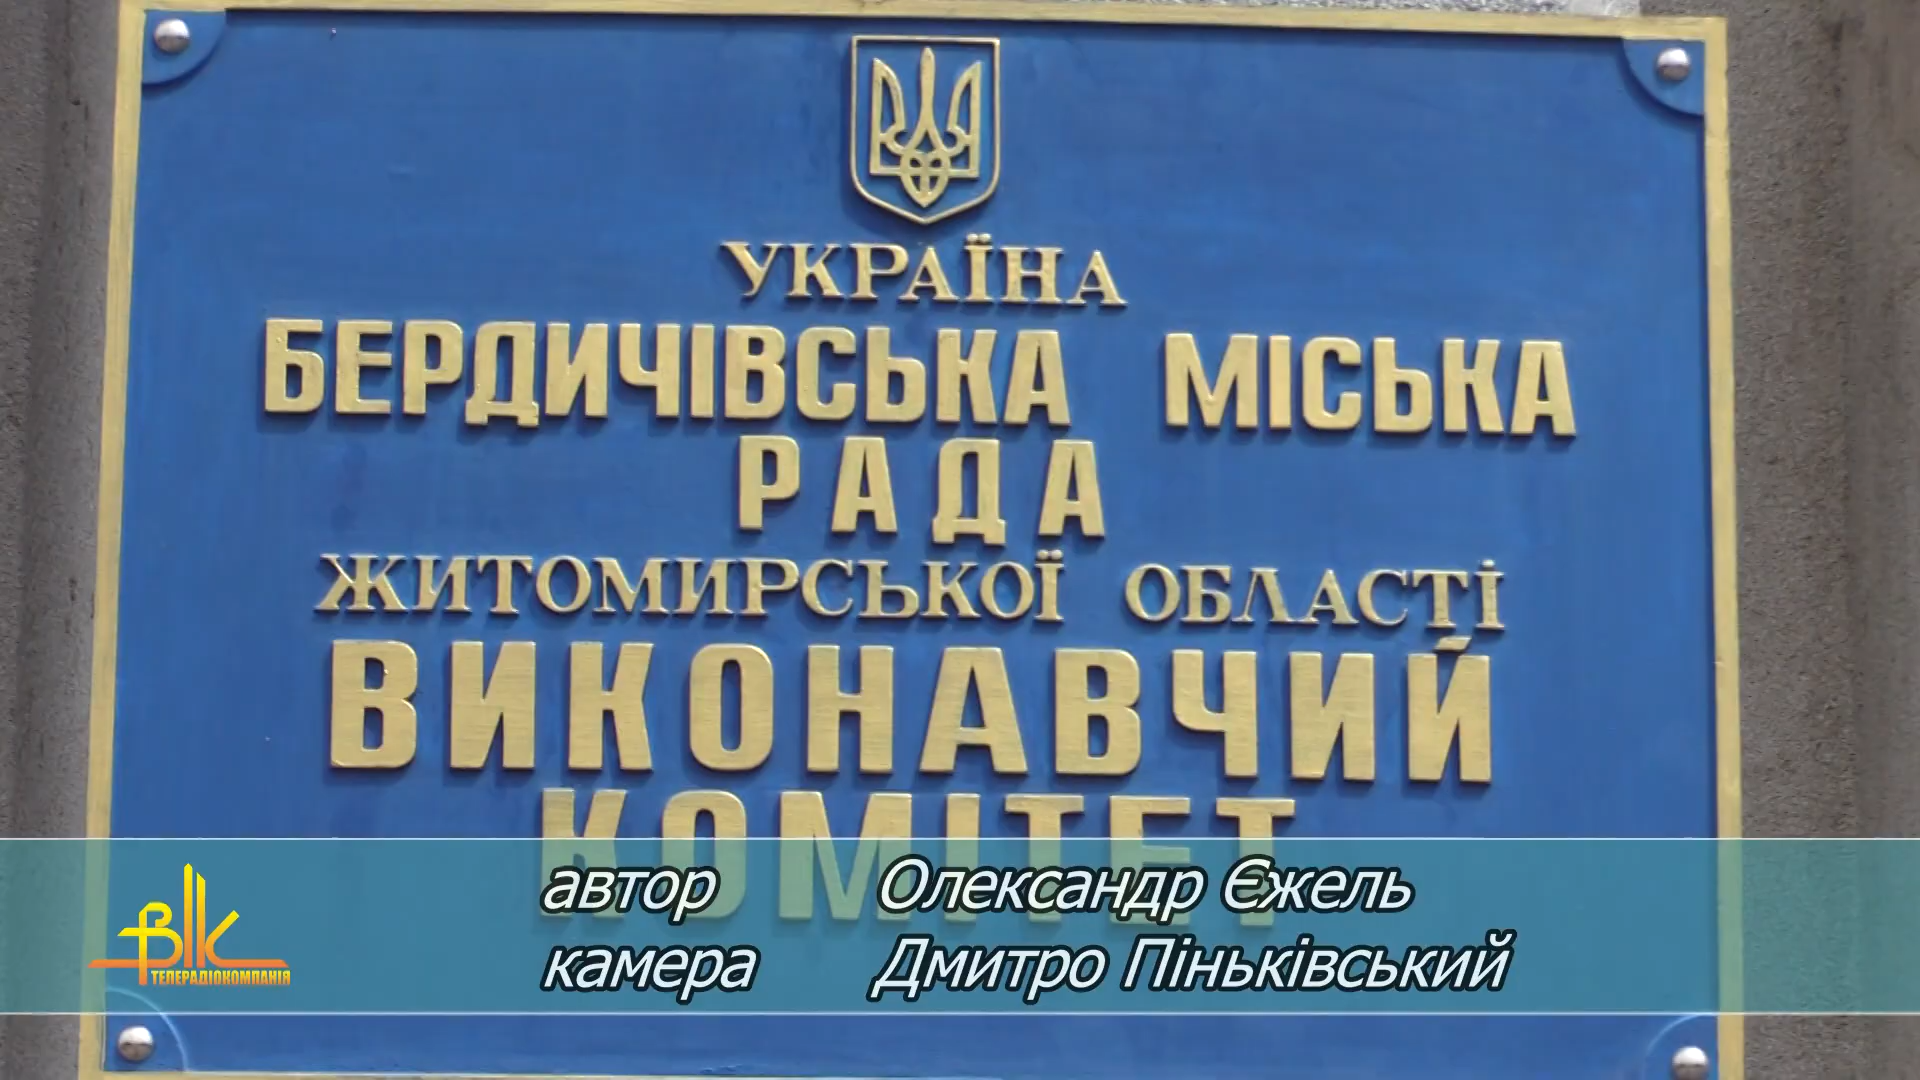 УКРАЇНА
БЕРДИЧІВСЬКА МІСЬКА
РАДА
ЖИТОМИРСЬКОЇ ОБЛАСТІ
ВИКОНАВЧИЙ
КОМІТЕТ
автор Олександр Єжель
камера Дмитро Піньківський
ВІК
ТЕЛЕРАДІОКОМПАНІЯ